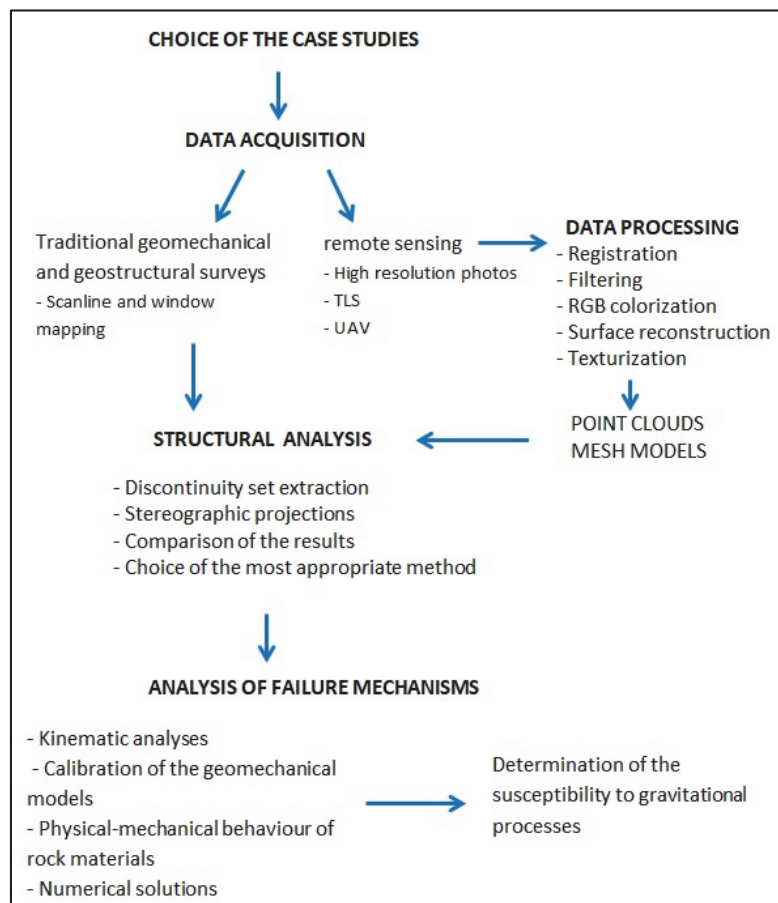 CHOICE OF THE CASE STUDIES
DATA ACQUISITION
Traditional geomechanical
and geostructural surveys
- Scanline and window
mapping
remote sensing
- High resolution photos
- TLS
- UAV
DATA PROCESSING
- Registration
- Filtering
- RGB colorization
- Surface reconstruction
- Texturization
POINT CLOUDS
MESH MODELS
STRUCTURAL ANALYSIS
- Discontinuity set extraction
- Stereographic projections
- Comparison of the results
- Choice of the most appropriate method
ANALYSIS OF FAILURE MECHANISMS
- Kinematic analyses
- Calibration of the geomechanical
models
- Physical-mechanical behaviour of
rock materials
- Numerical solutions
Determination of the
susceptibility to gravitational
processes